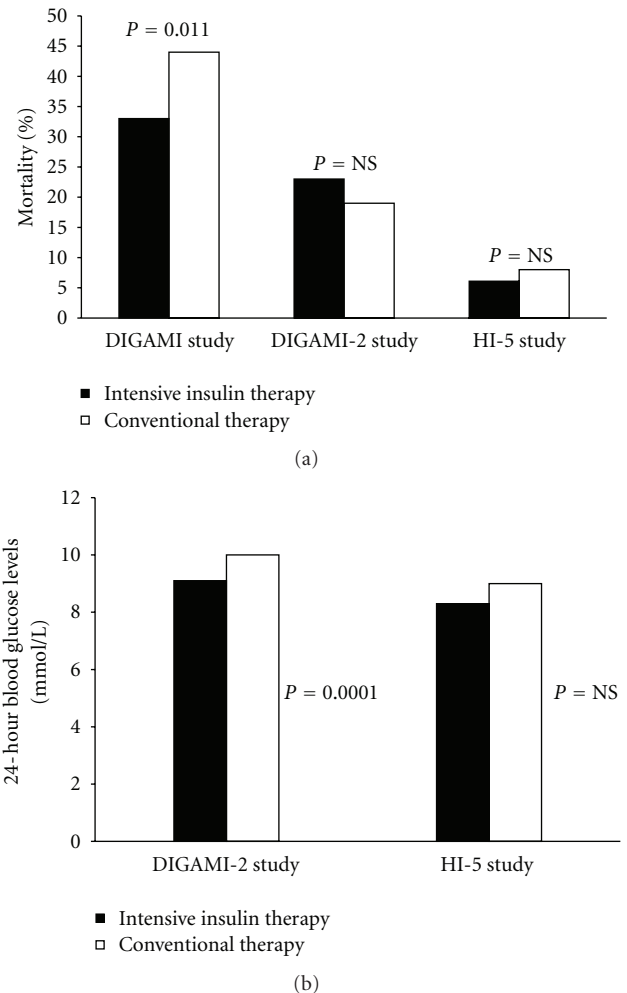 50
45
40
35
30
25
20
15
10
5
0
Mortality (%)
P = 0.011
P = NS
P = NS
DIGAMI study
DIGAMI-2 study
HI-5 study
Intensive insulin therapy
Conventional therapy
(a)
12
10
8
6
4
2
0
24-hour blood glucose levels
(mmol/L)
P = 0.0001
P = NS
DIGAMI-2 study
HI-5 study
Intensive insulin therapy
Conventional therapy
(b)